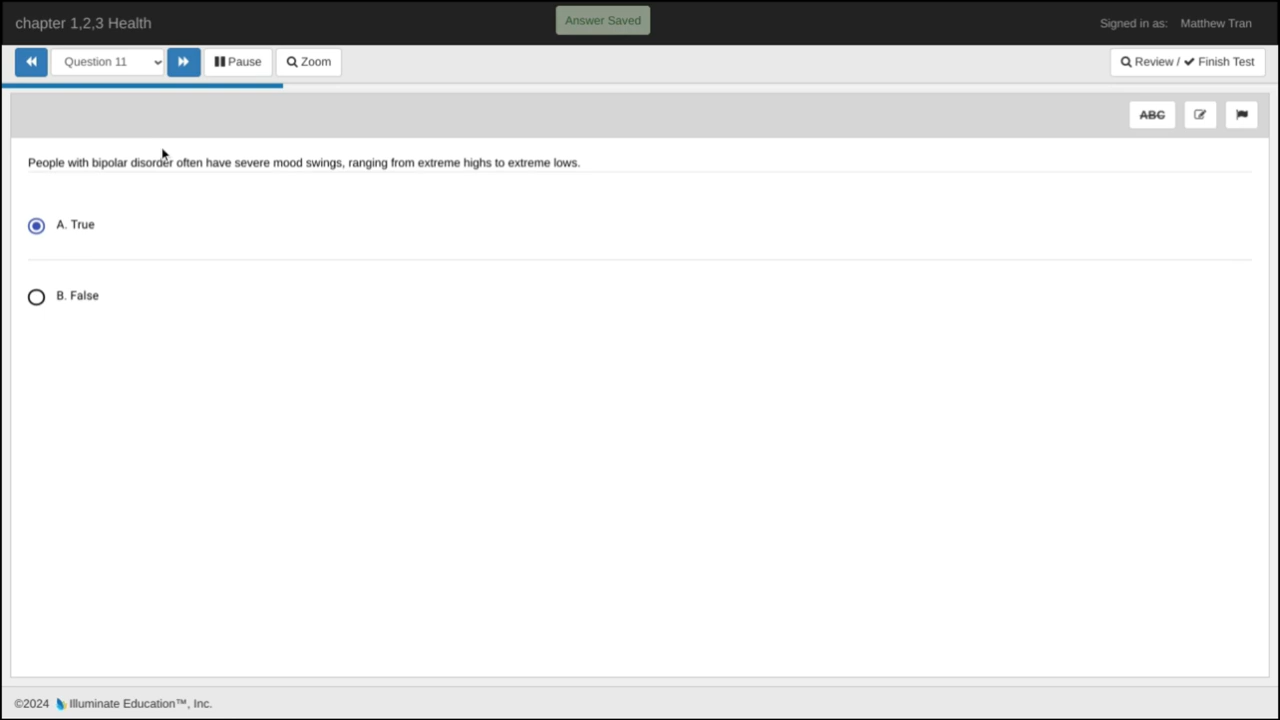 chapter 1,2,3 Health
Answer Saved
Signed in as: Matthew Tran
Question 11
Pause
Zoom
Review / Finish Test
ABC
People with bipolar disorder often have severe mood swings, ranging from extreme highs to extreme lows.
A. True
B. False
©2024 Illuminate Education™, Inc.